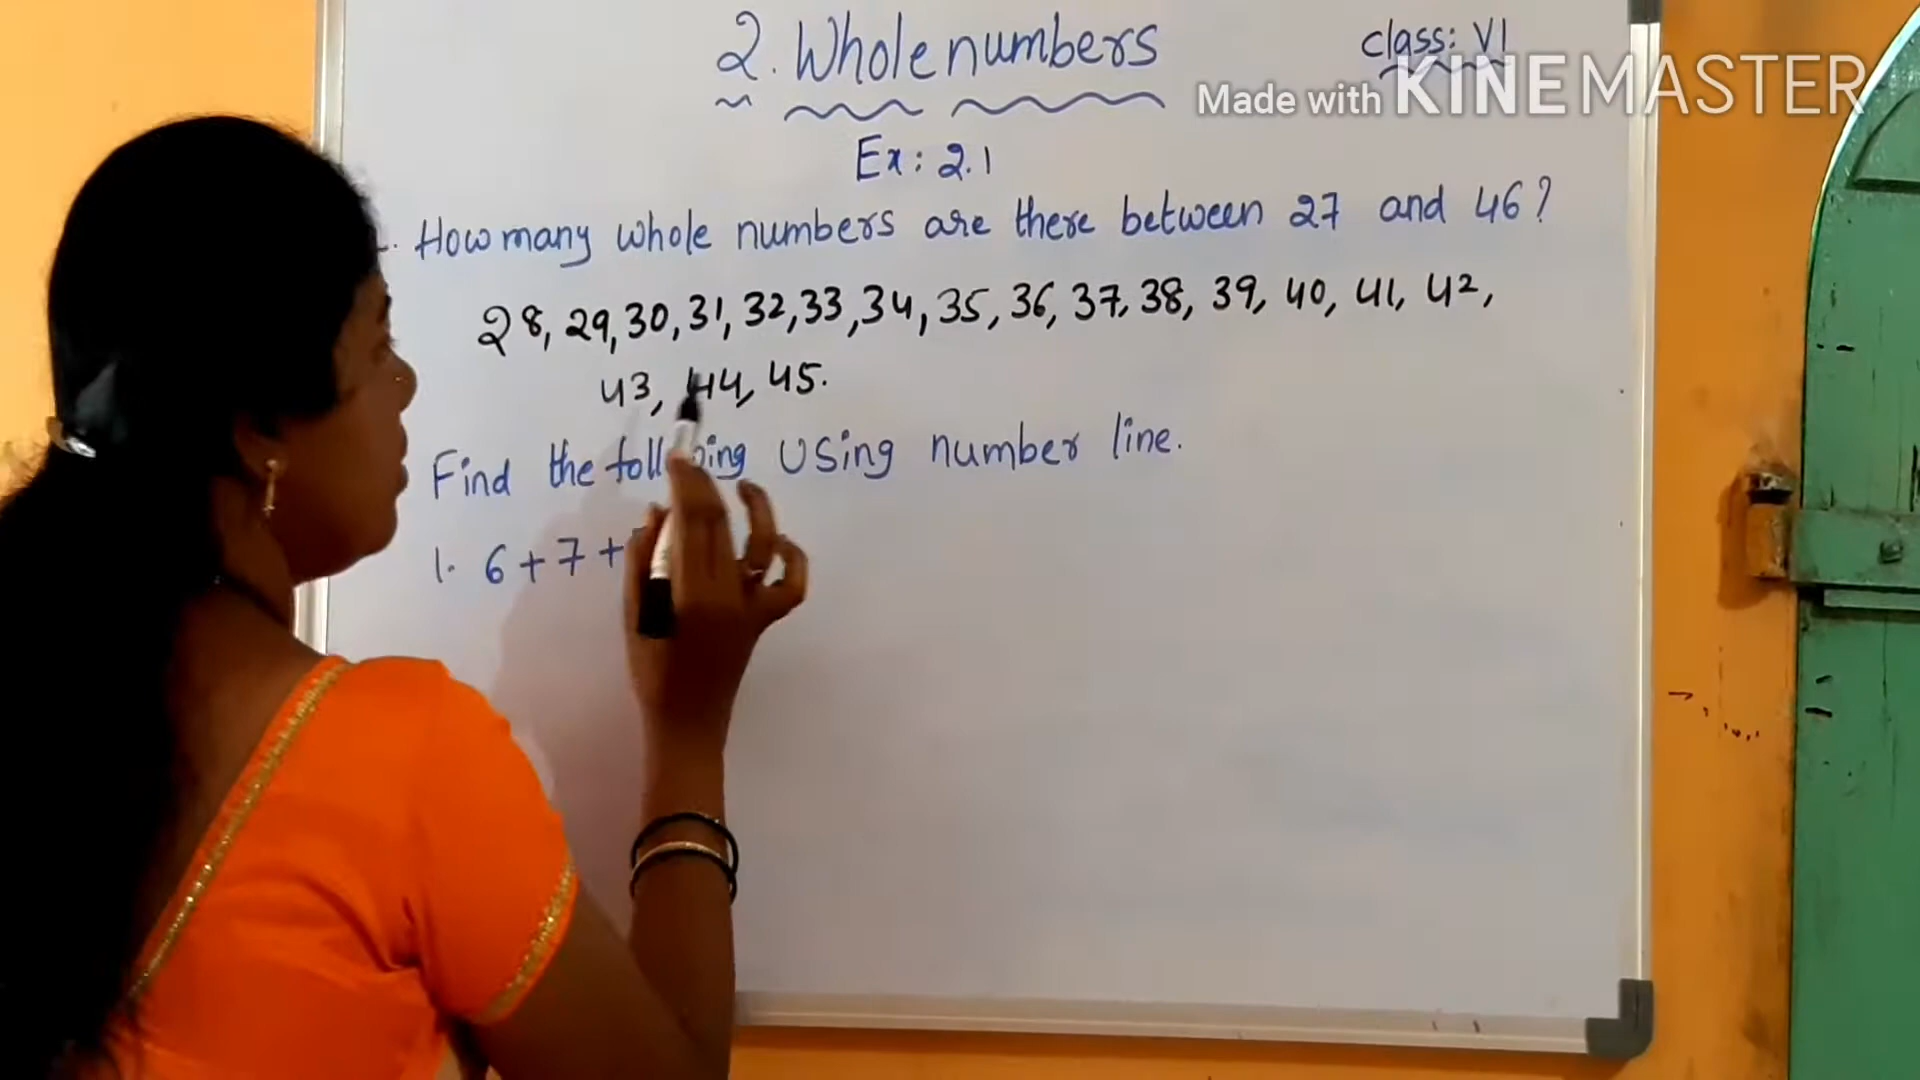 2. Whole numbers
class: VI
Made with KINEMASTER
Ex: 2.1
How many whole numbers are there between 27 and 46?
28, 29, 30, 31, 32, 33, 34, 35, 36, 37, 38, 39, 40, 41, 42,
43, 44, 45.
Find the using number line.
1. 6 + 7 +